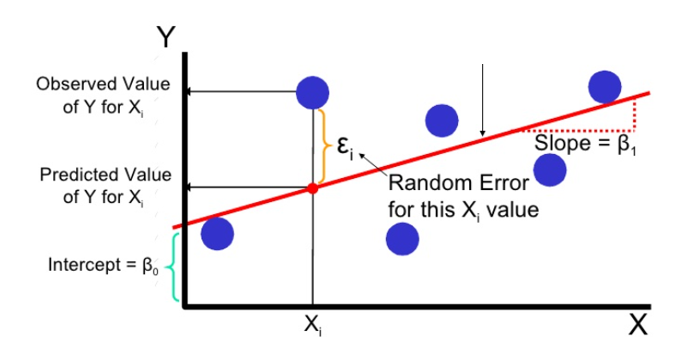 Y
Observed Value
of Y for Xi
εi
Slope = β1
Predicted Value
of Y for Xi
Random Error
for this Xi value
Intercept = β0
Xi
X